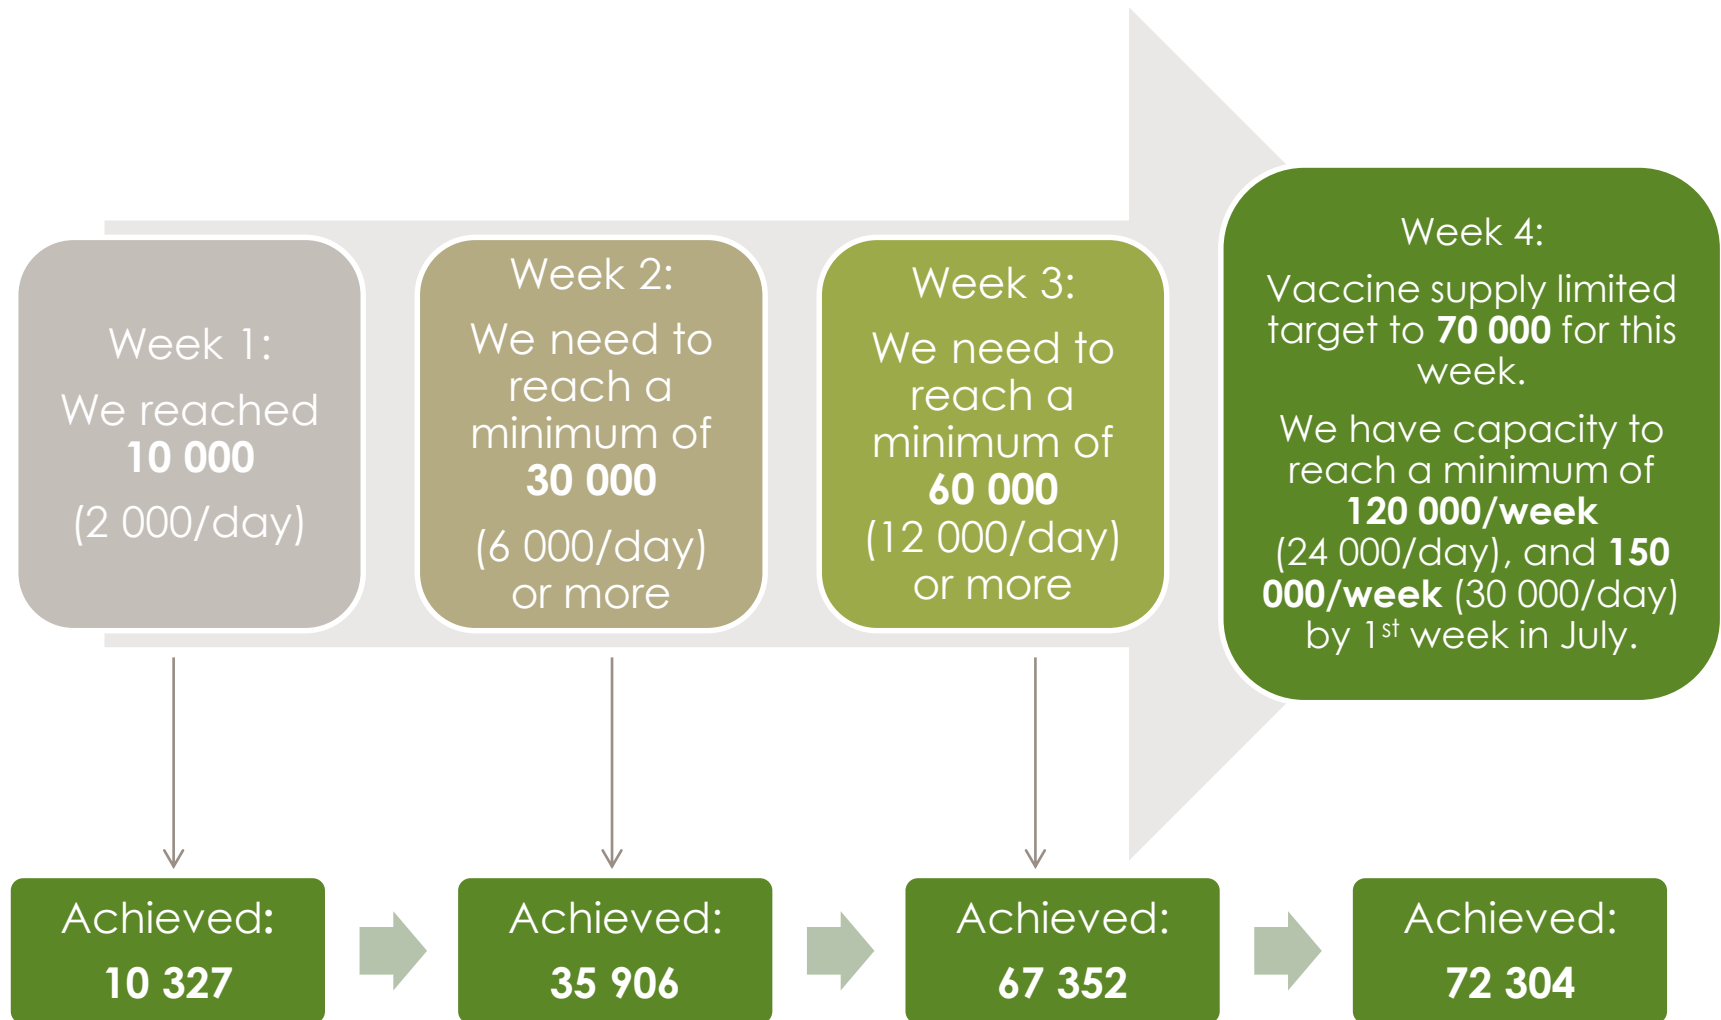 Week 1:
We reached
10 000
(2 000/day)
Week 2:
We need to
reach a
minimum of
30 000
(6 000/day)
or more
Week 3:
We need to
reach a
minimum of
60 000
(12 000/day)
or more
Week 4:
Vaccine supply limited
target to 70 000 for this
week.
We have capacity to
reach a minimum of
120 000/week
(24 000/day), and 150
000/week (30 000/day)
by 1st week in July.
Achieved:
10 327
Achieved:
35 906
Achieved:
67 352
Achieved:
72 304